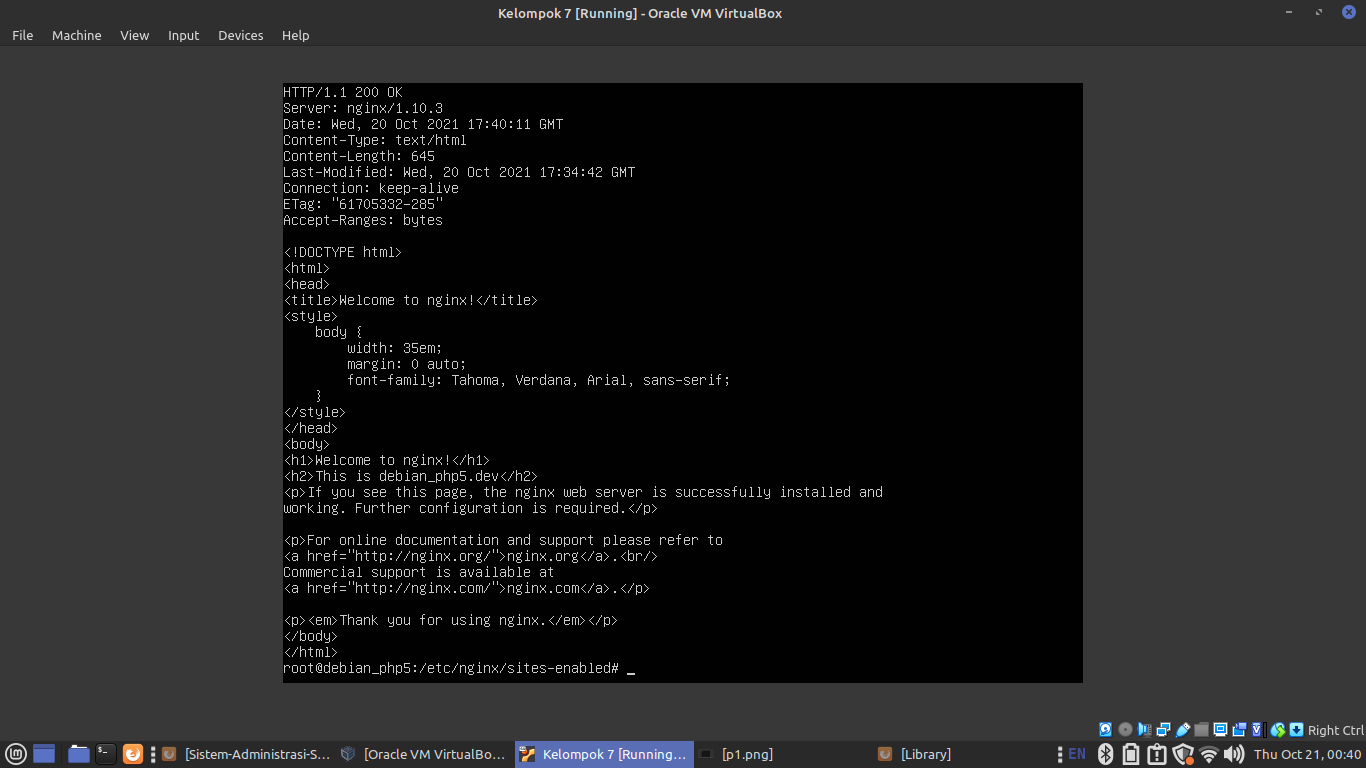 Kelompok 7 [Running] - Oracle VM VirtualBox
File Machine View Input Devices Help
HTTP/1.1 200 OK
Server: nginx/1.10.3
Date: Wed, 20 Oct 2021 17:40:11 GMT
Content-Type: text/html
Content-Length: 645
Last-Modified: Wed, 20 Oct 2021 17:34:42 GMT
Connection: keep-alive
ETag: "61705332-285"
Accept-Ranges: bytes
<!DOCTYPE html>
<html>
<head>
<title>Welcome to nginx!</title>
<style>
    body {
        width: 35em;
        margin: 0 auto;
        font-family: Tahoma, Verdana, Arial, sans-serif;
    }
</style>
</head>
<body>
<h1>Welcome to nginx!</h1>
<h2>This is debian_php5.dev</h2>
<p>If you see this page, the nginx web server is successfully installed and
working. Further configuration is required.</p>
<p>For online documentation and support please refer to
<a href="http://nginx.org/">nginx.org</a>.<br/>
Commercial support is available at
<a href="http://nginx.com/">nginx.com</a>.</p>
<p><em>Thank you for using nginx.</em></p>
</body>
</html>
root@debian_php5:/etc/nginx/sites-enabled# _
Right Ctrl
[Sistem-Administrasi-S... [Oracle VM VirtualBo... Kelompok 7 [Running... [p1.png] [Library] EN Thu Oct 21, 00:40